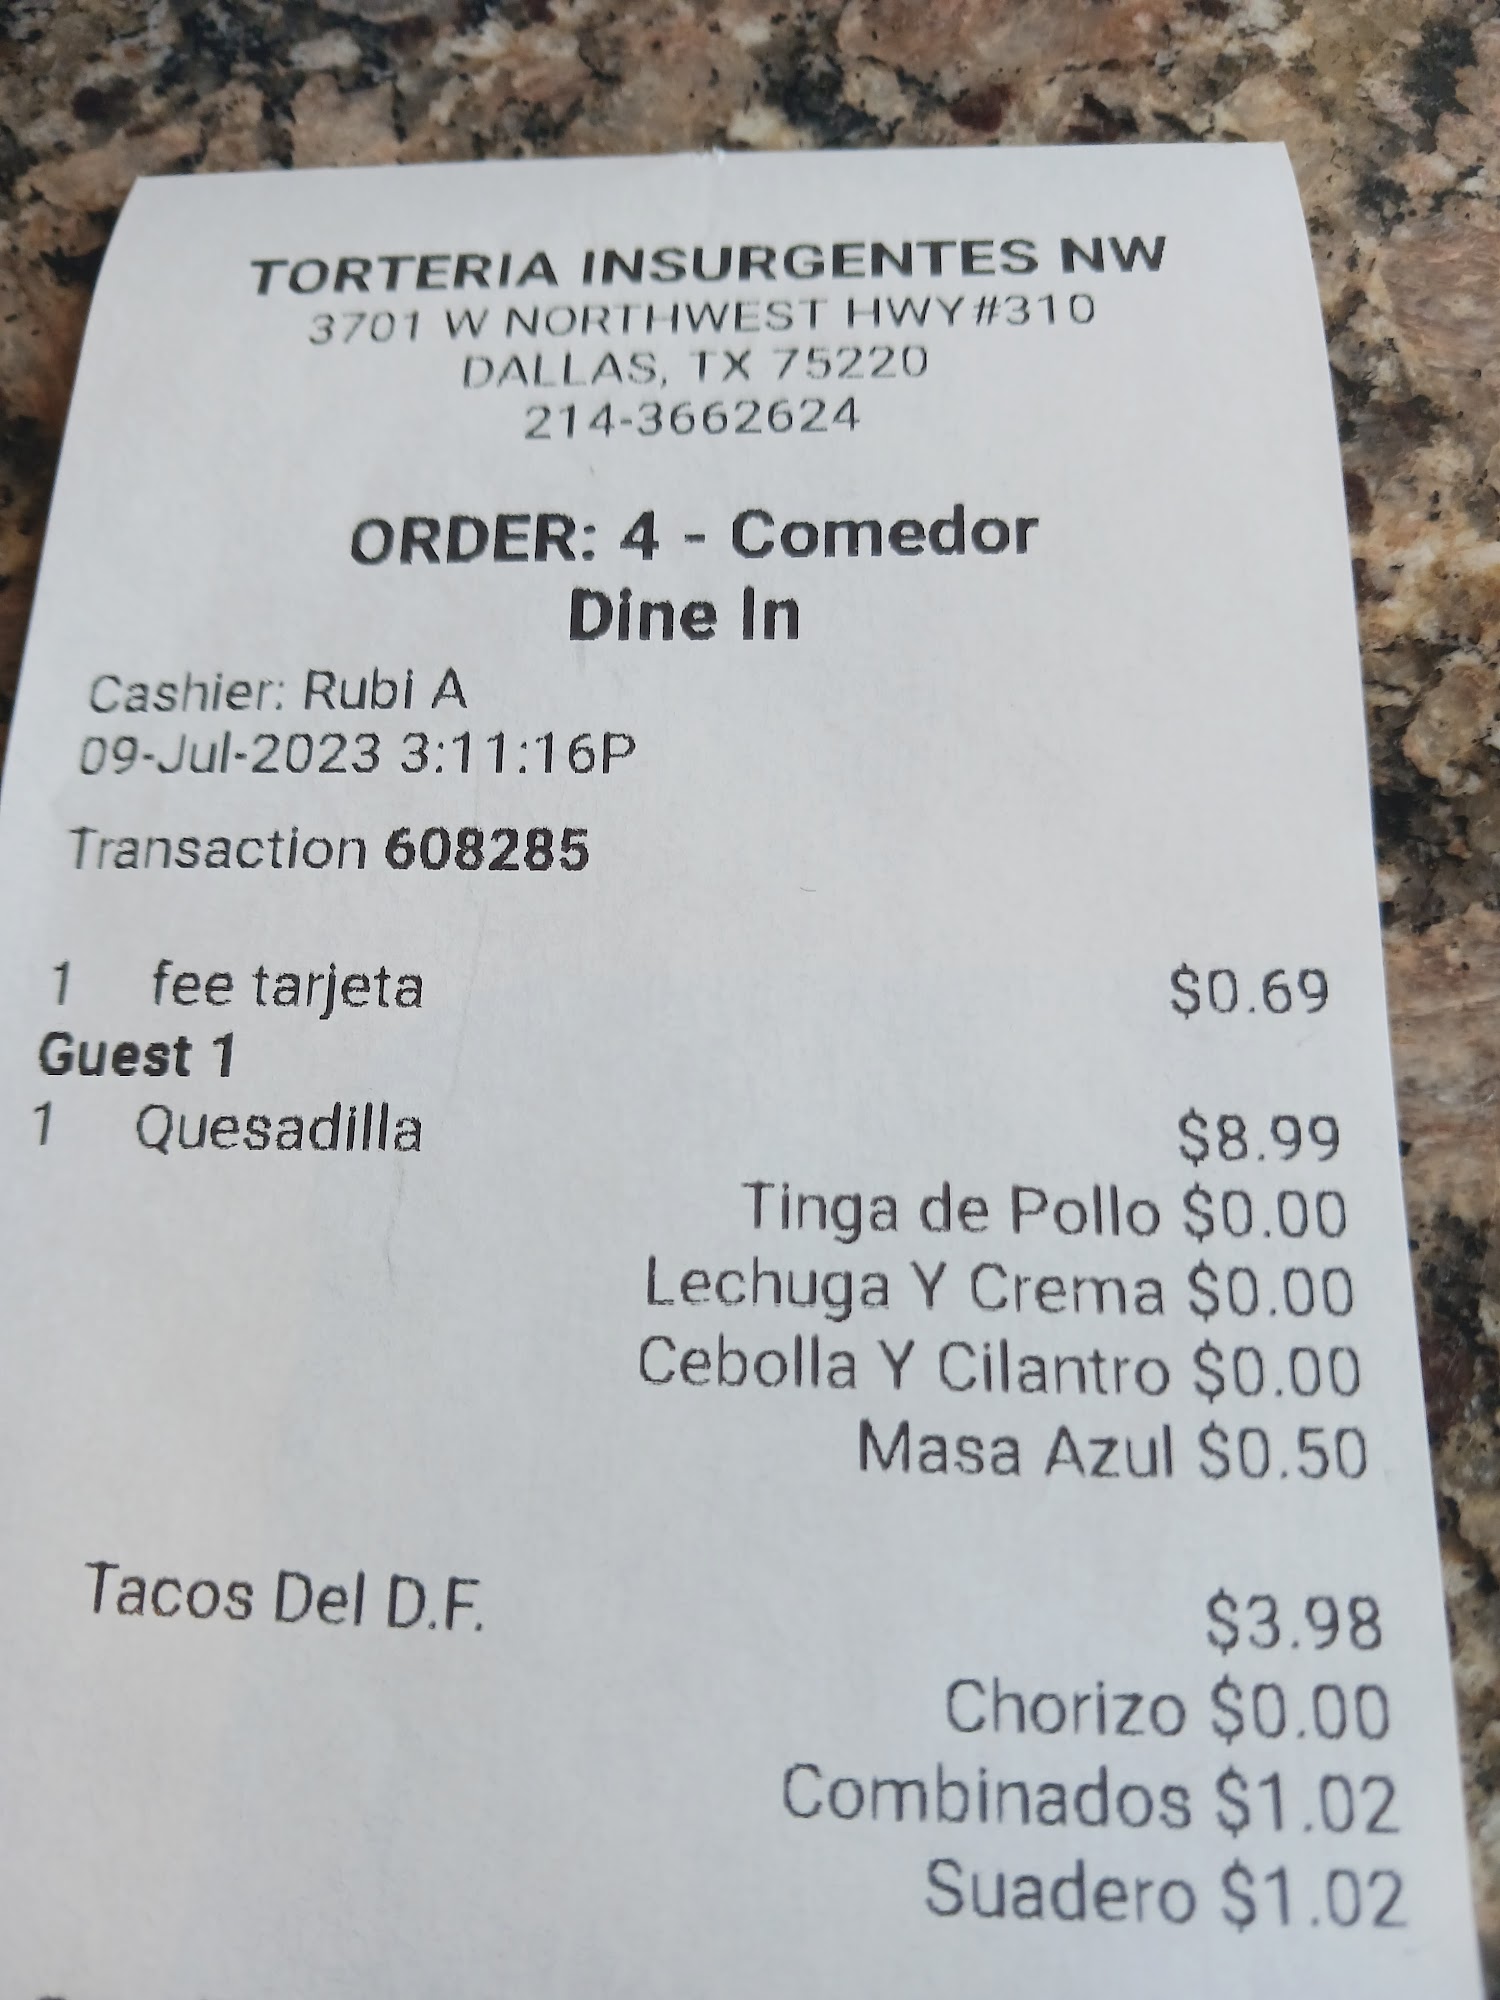 TORTERIA INSURGENTES NW
3701 W NORTHWEST HWY#310
DALLAS, TX 75220
214-3662624
ORDER: 4 - Comedor
Dine In
Cashier: Rubi A
09-Jul-2023 3:11:16P
Transaction 608285
1 fee tarjeta $0.69
Guest 1
1 Quesadilla $8.99
Tinga de Pollo $0.00
Lechuga Y Crema $0.00
Cebolla Y Cilantro $0.00
Masa Azul $0.50
Tacos Del D.F. $3.98
Chorizo $0.00
Combinados $1.02
Suadero $1.02